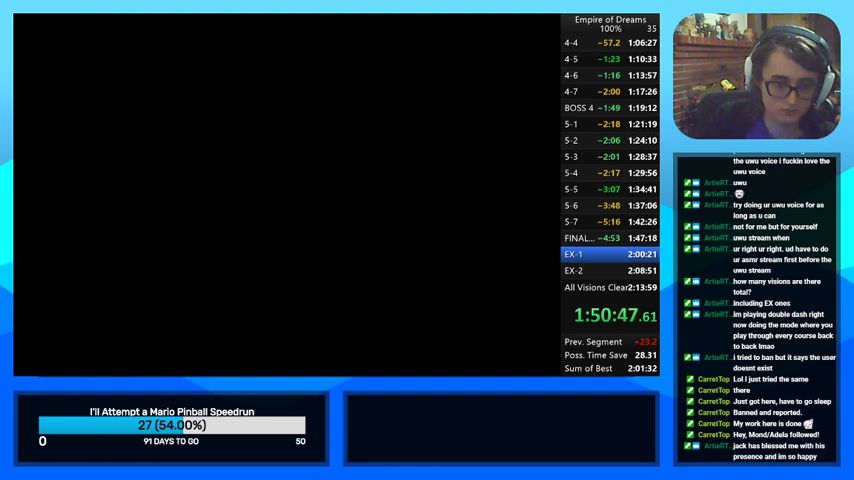 Empire of Dreams
100% 35
4-4 −57.2 1:06:27
4-5 −1:23 1:10:33
4-6 −1:16 1:13:57
4-7 −2:00 1:17:26
BOSS 4 −1:49 1:19:12
5-1 −2:18 1:21:19
5-2 −2:06 1:24:10
5-3 −2:01 1:28:37
5-4 −2:17 1:29:56
5-5 −3:07 1:34:41
5-6 −3:48 1:37:06
5-7 −5:16 1:42:26
FINAL... −4:53 1:47:18
EX-1 2:00:21
EX-2 2:08:51
All Visions Clear 2:13:59
1:50:47.61
Prev. Segment +23.2
Poss. Time Save 28.31
Sum of Best 2:01:32
the uwu voice i fuckin love the
uwu voice
ArtieRT.. uwu
ArtieRT..
ArtieRT.. try doing ur uwu voice for as
long as u can
ArtieRT.. not for me but for yourself
ArtieRT.. uwu stream when
ArtieRT.. ur right ur right. ud have to do
ur asmr stream first before the
uwu stream
ArtieRT.. how many visions are there
total?
ArtieRT.. including EX ones
ArtieRT.. im playing double dash right
now doing the mode where you
play through every course back
to back lmao
ArtieRT.. i tried to ban but it says the user
doesnt exist
CarretTop Lol I just tried the same
CarretTop there
CarretTop Just got here, have to go sleep
CarretTop Banned and reported.
CarretTop My work here is done
CarretTop Hey, Mond/Adela followed!
ArtieRT.. jack has blessed me with his
presence and im so happy
I'll Attempt a Mario Pinball Speedrun
27 (54.00%)
0 91 DAYS TO GO 50